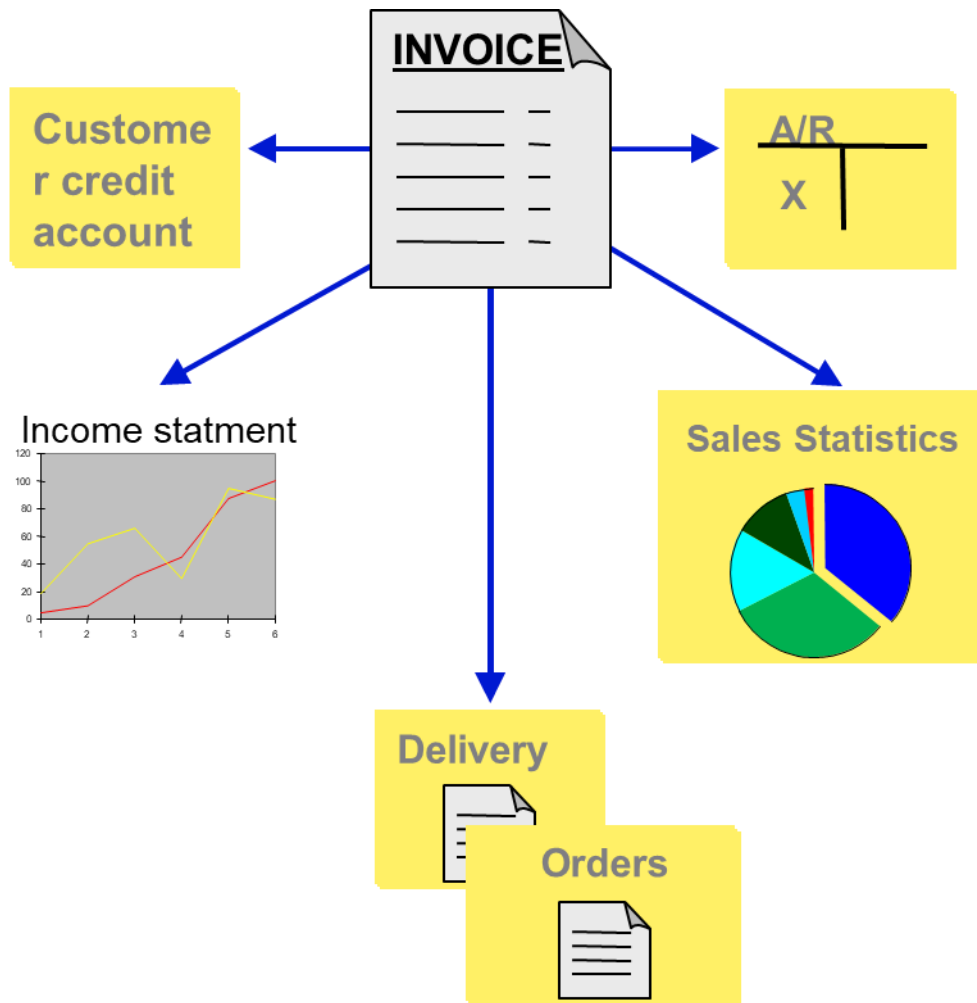 INVOICE
Custome
r credit
account
A/R
X
Income statment
120
100
80
60
40
20
0
1 2 3 4 5 6
Sales Statistics
Delivery
Orders